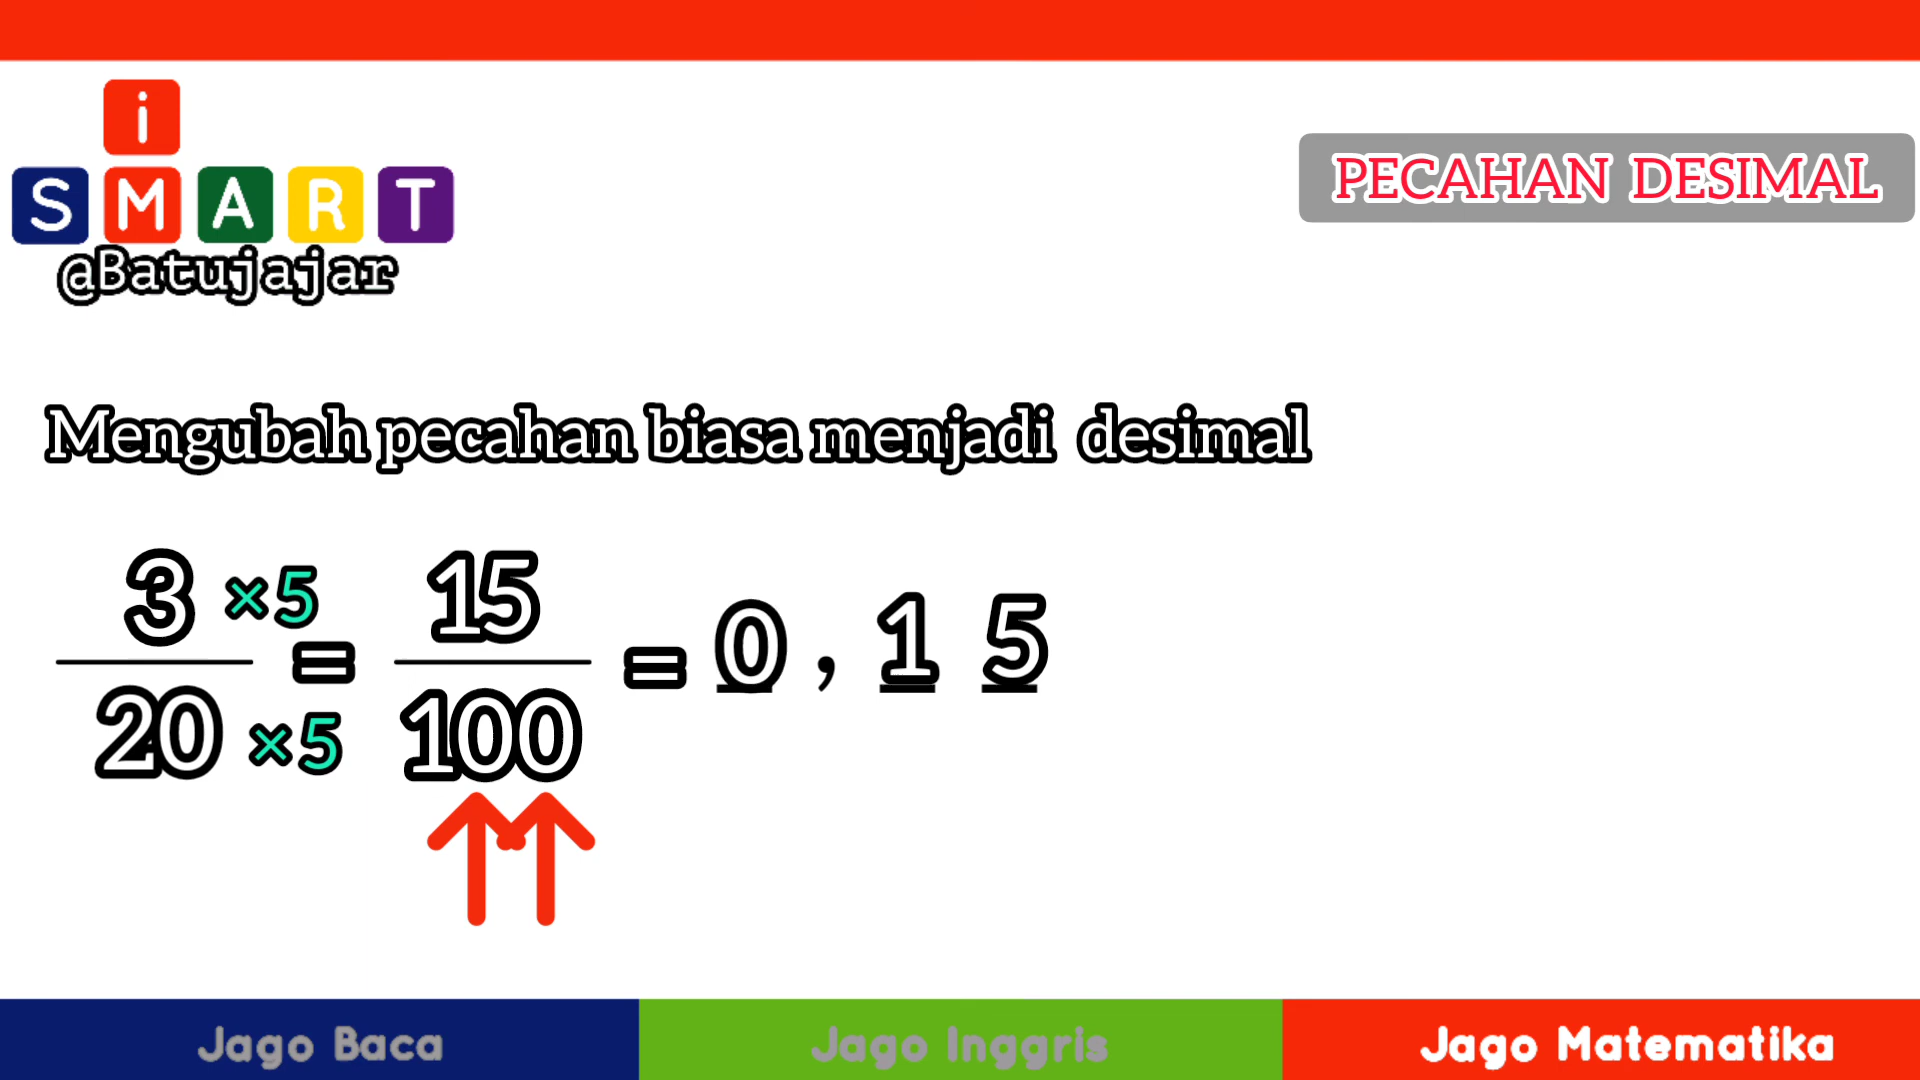 i
SMART
@Batujajar
PECAHAN DESIMAL
Mengubah pecahan biasa menjadi desimal
3 ×5 15
= = 0 , 1 5
20 ×5 100
Jago Baca
Jago Inggris
Jago Matematika